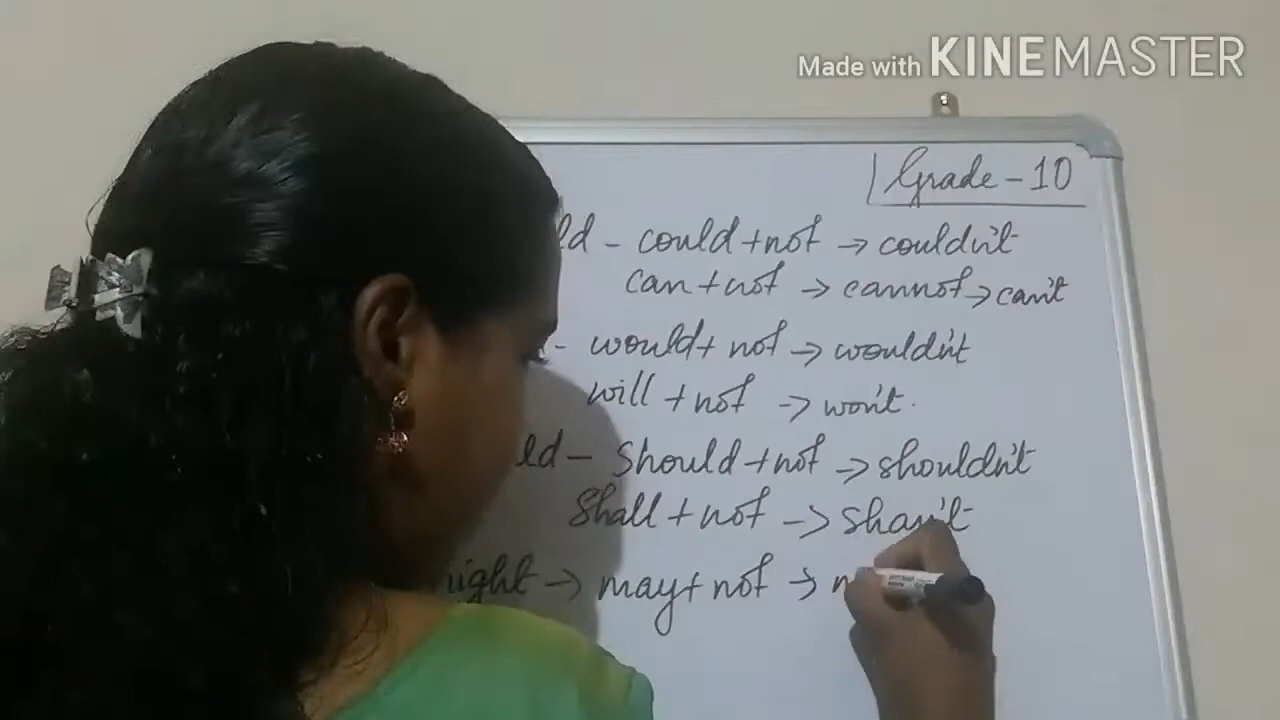 Made with KINEMASTER
Grade - 10
ld - could + not → couldn't
can + not → cannot → can't
- would + not → wouldn't
will + not → won't.
ld - Should + not → shouldn't
Shall + not → shan't
might → may + not → m